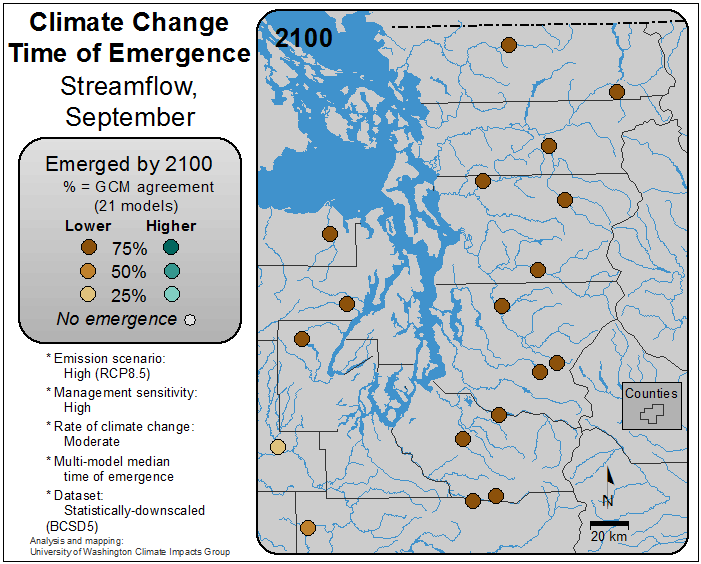 Climate Change
Time of Emergence
Streamflow,
September
Emerged by 2100
% = GCM agreement
(21 models)
Lower Higher
75%
50%
25%
No emergence
* Emission scenario:
High (RCP8.5)
* Management sensitivity:
High
* Rate of climate change:
Moderate
* Multi-model median
time of emergence
* Dataset:
Statistically-downscaled
(BCSD5)
Analysis and mapping:
University of Washington Climate Impacts Group
2100
Counties
N
20 km